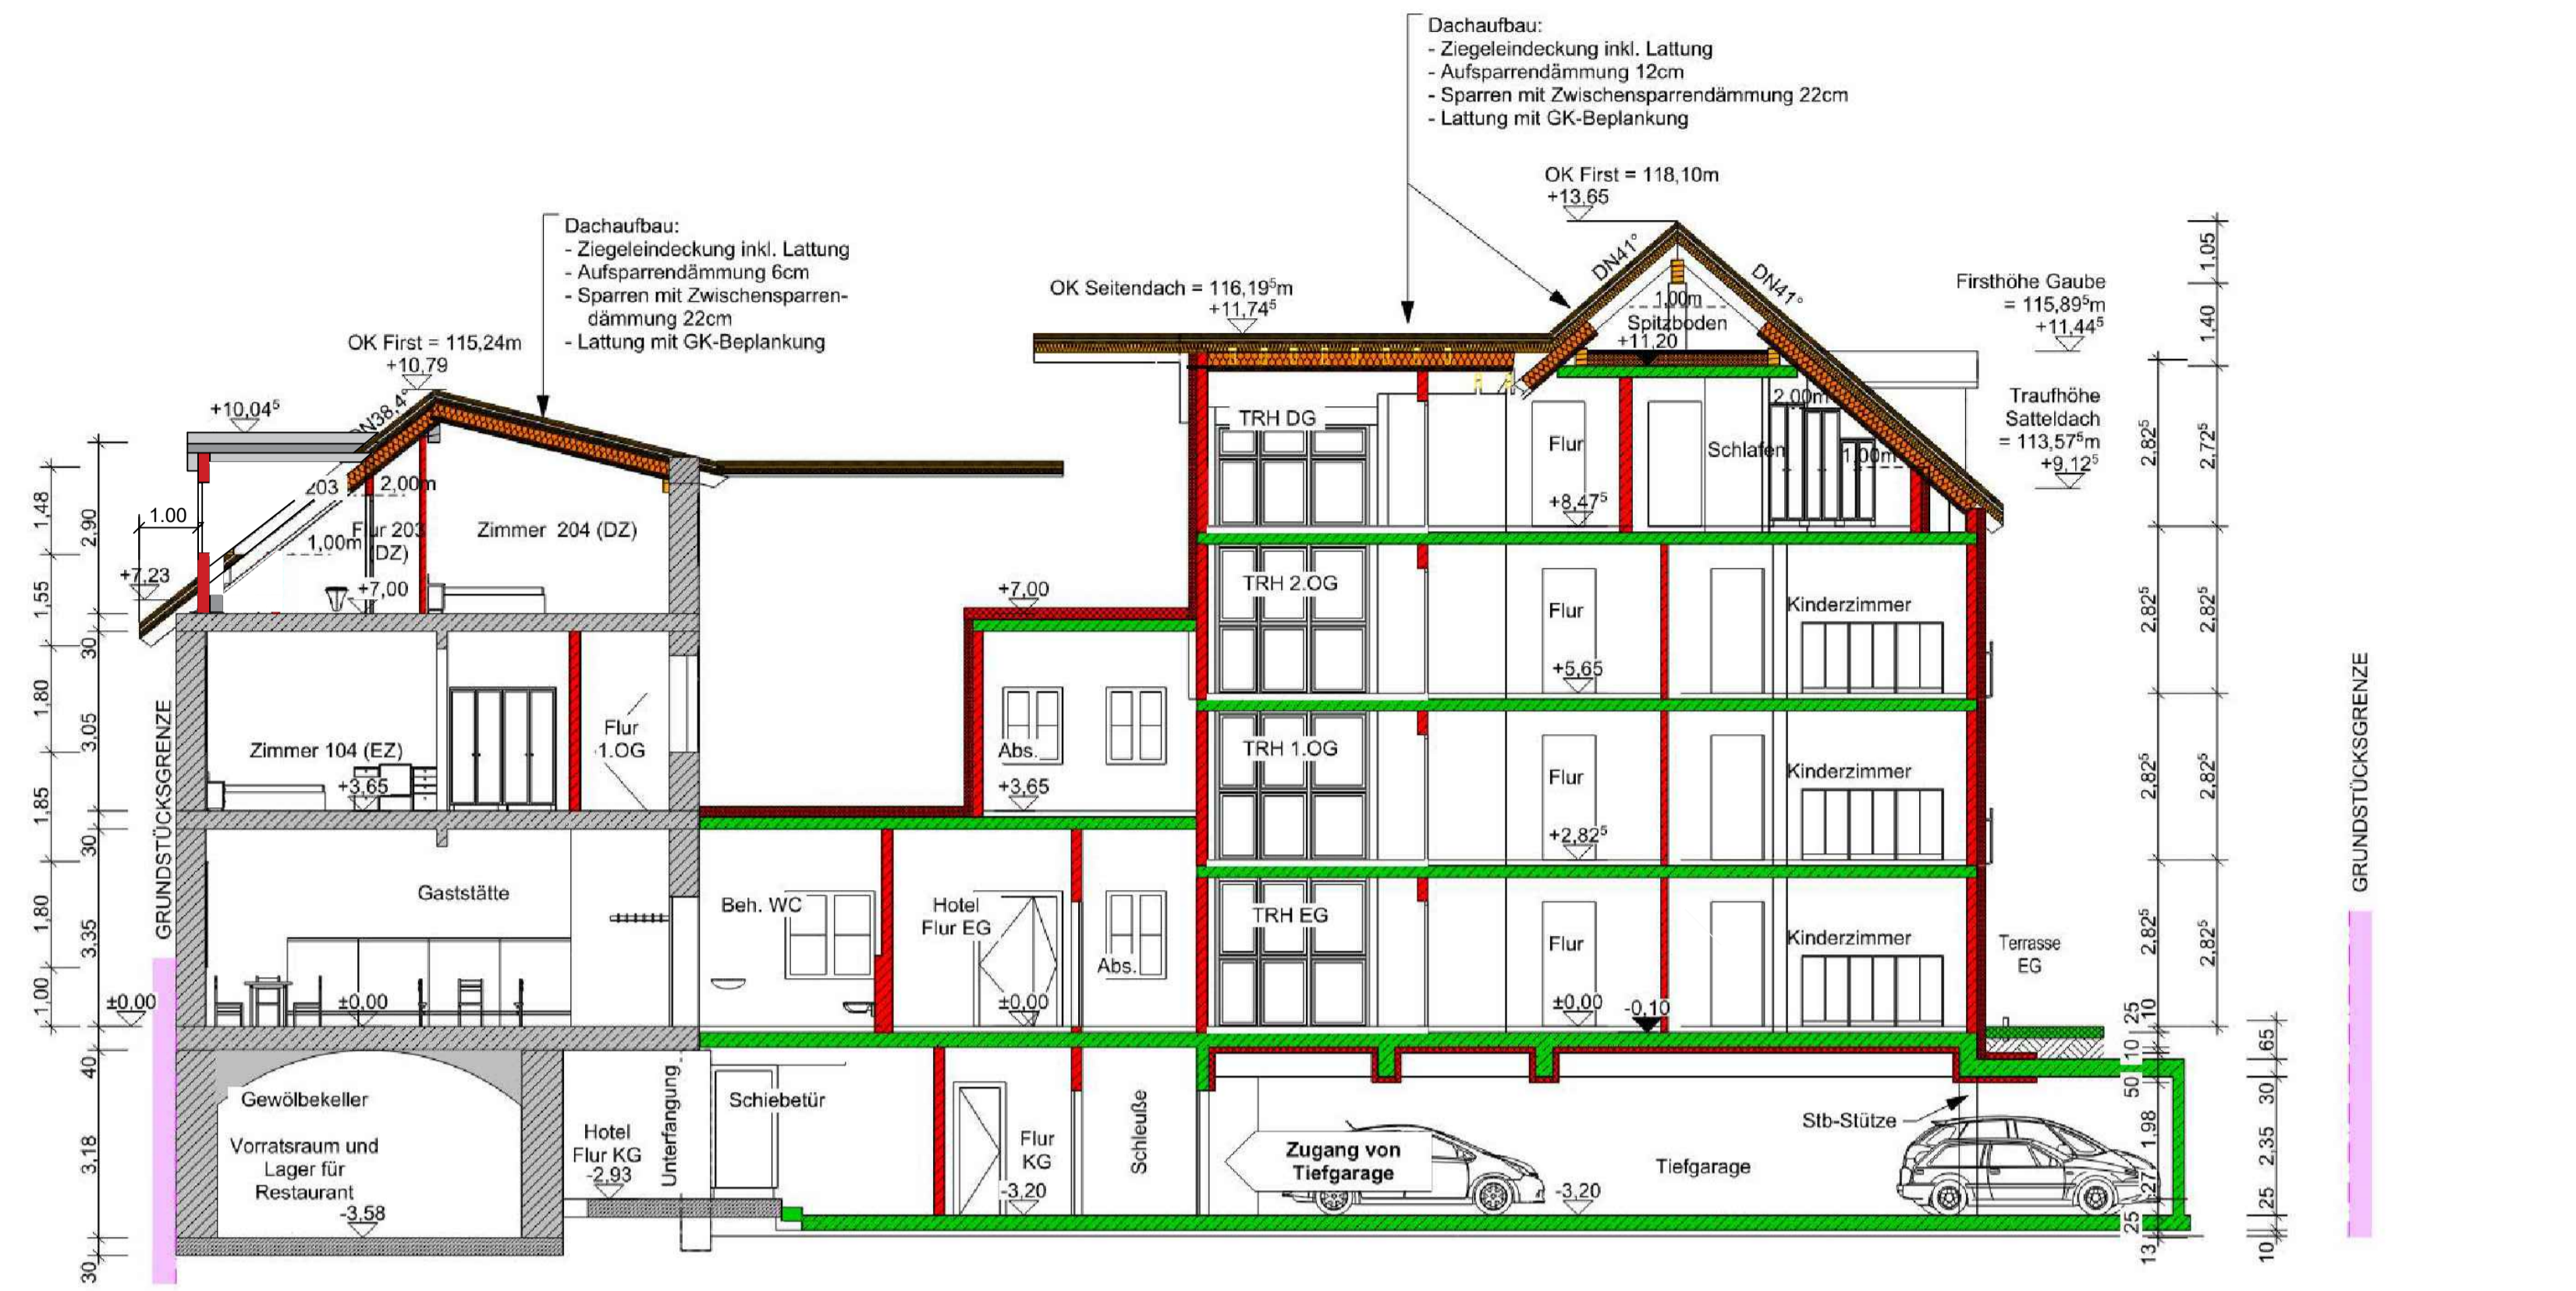 Dachaufbau:
- Ziegeleindeckung inkl. Lattung
- Aufsparrendämmung 12cm
- Sparren mit Zwischensparrendämmung 22cm
- Lattung mit GK-Beplankung
OK First = 118,10m
+13,65
Dachaufbau:
- Ziegeleindeckung inkl. Lattung
- Aufsparrendämmung 6cm
- Sparren mit Zwischensparren-
dämmung 22cm
- Lattung mit GK-Beplankung
OK First = 115,24m
+10,79
+10,04⁵
DN38,4°
OK Seitendach = 116,19⁵m
+11,74⁵
DN41°
DN41°
1,00m
Spitzboden
+11,20
Firsthöhe Gaube
= 115,89⁵m
+11,44⁵
Traufhöhe
Satteldach
= 113,57⁵m
+9,12⁵
1,05
1,40
2,72⁵
2,82⁵
2,82⁵
2,82⁵
2,82⁵
2,82⁵
2,82⁵
2,82⁵
1,48
2,90
1,55
30
1,80
3,05
1,85
30
1,80
3,35
1,00
40
3,18
30
1.00
+7,23
203
2,00m
1,00m
Flur 203
(DZ)
+7,00
Zimmer 204 (DZ)
TRH DG
Flur
+8,47⁵
Schlafen
2,00m
1,00m
Zimmer 104 (EZ)
+3,65
Flur
1.OG
+7,00
Abs.
+3,65
TRH 2.OG
Flur
+5,65
Kinderzimmer
TRH 1.OG
Flur
+2,82⁵
Kinderzimmer
GRUNDSTÜCKSGRENZE
GRUNDSTÜCKSGRENZE
Gaststätte
±0,00
±0,00
Beh. WC
Hotel
Flur EG
±0,00
Abs.
TRH EG
Flur
±0,00
-0,10
Kinderzimmer
Terrasse
EG
25
10
10
50
1,98
27
25
13
65
30
2,35
25
10
Gewölbekeller
Vorratsraum und
Lager für
Restaurant
-3,58
Hotel
Flur KG
-2,93
Unterfangung
Schiebetür
Flur
KG
-3,20
Schleuße
Zugang von
Tiefgarage
-3,20
Tiefgarage
Stb-Stütze